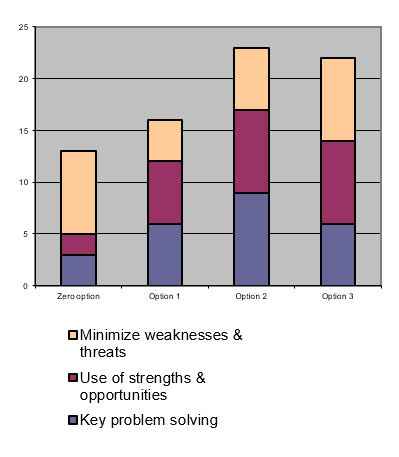 25
20
15
10
5
0
Zero option Option 1 Option 2 Option 3
Minimize weaknesses &
threats
Use of strengths &
opportunities
Key problem solving